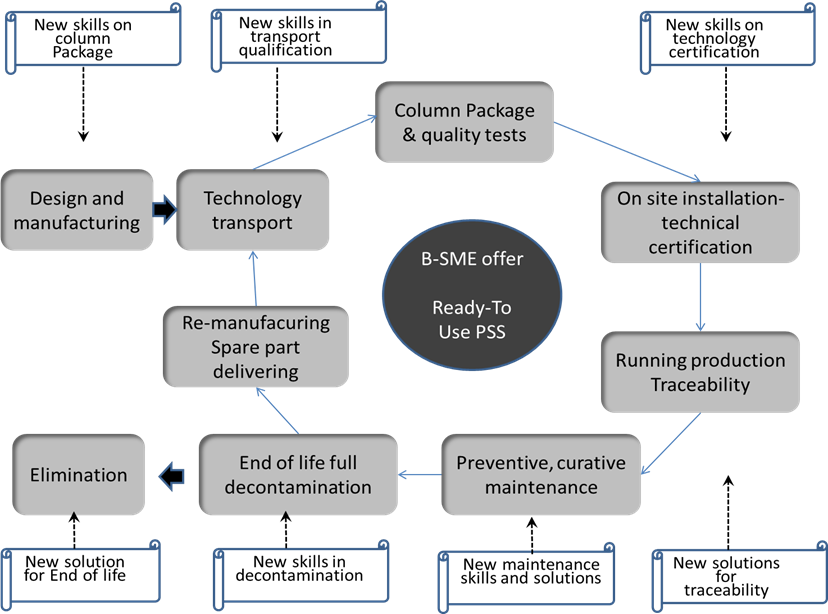 New skills on
column
Package
New skills in
transport
qualification
New skills on
technology
certification
Column Package
& quality tests
Design and
manufacturing
Technology
transport
On site installation-
technical
certification
B-SME offer
Ready-To
Use PSS
Re-manufacuring
Spare part
delivering
Running production
Traceability
Elimination
End of life full
decontamination
Preventive, curative
maintenance
New solution
for End of life
New skills in
decontamination
New maintenance
skills and solutions
New solutions
for
traceability